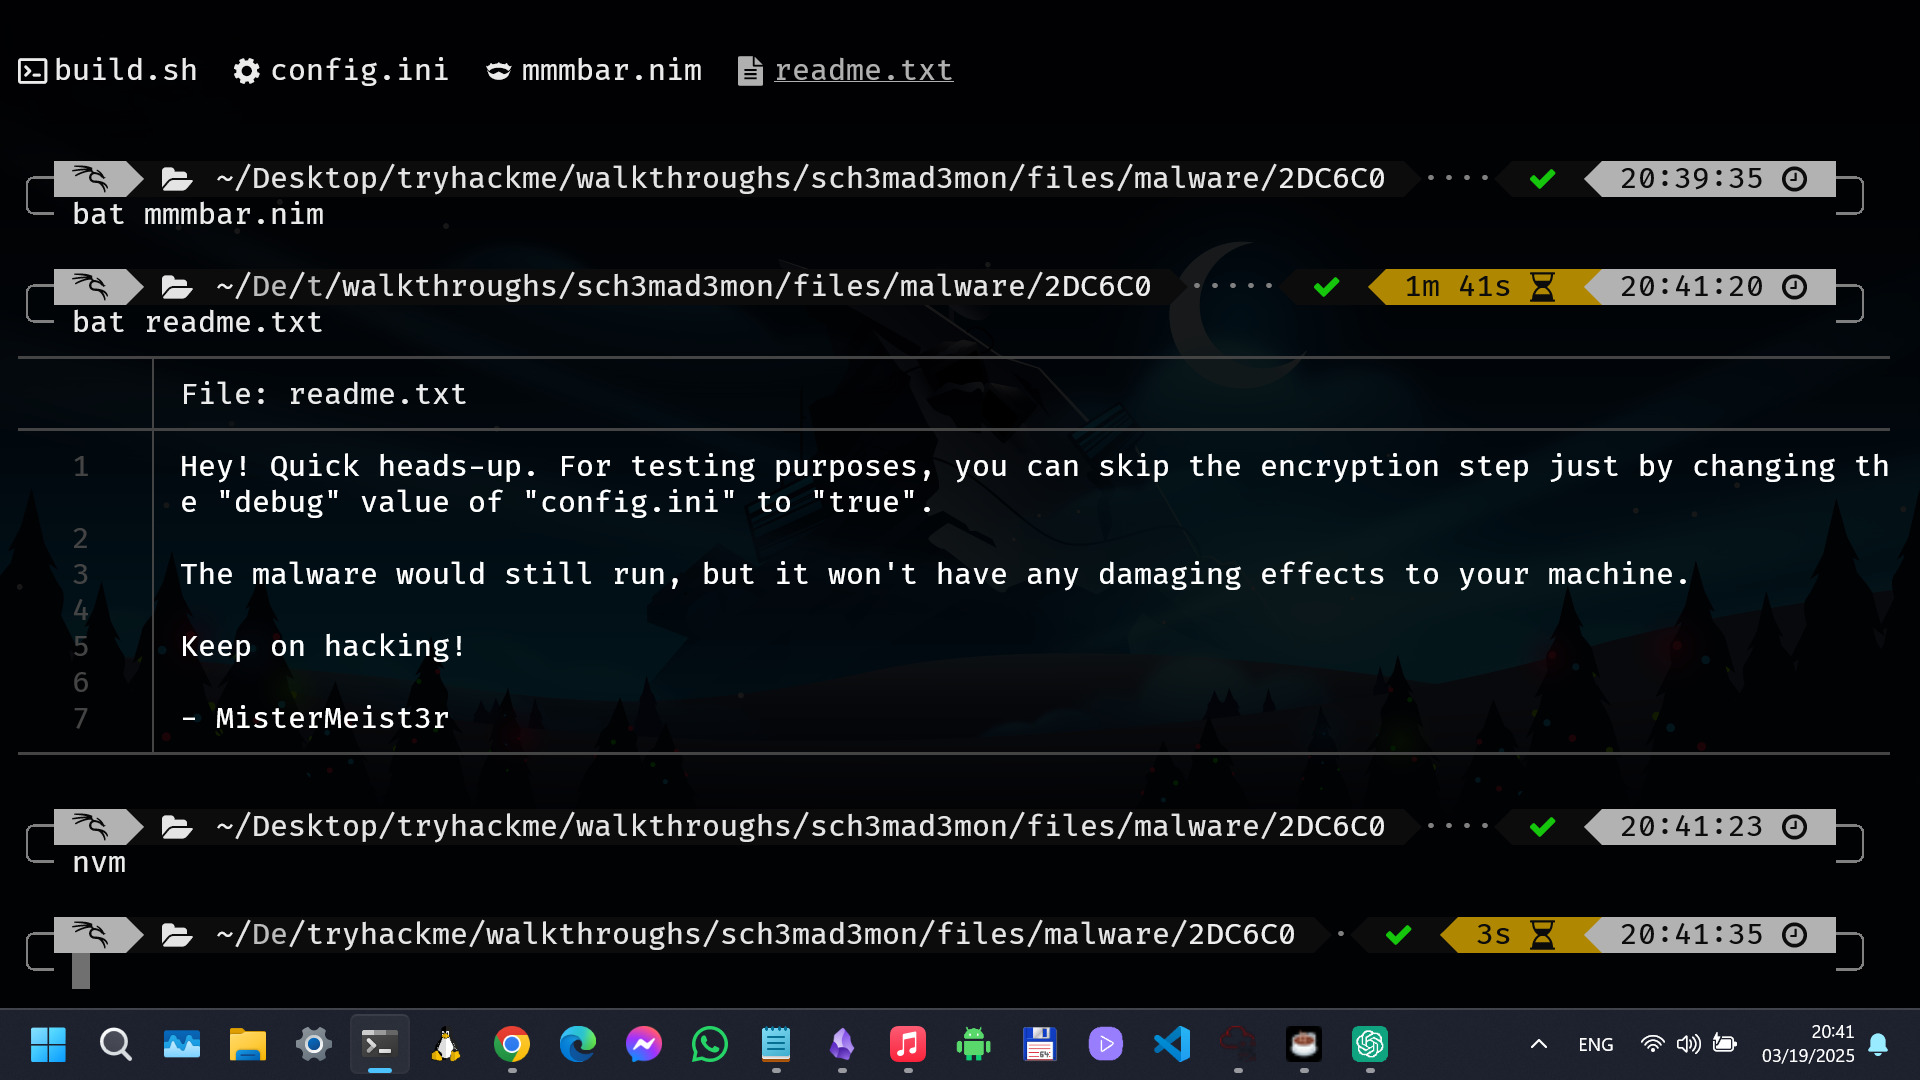 build.sh config.ini mmmbar.nim readme.txt
~/Desktop/tryhackme/walkthroughs/sch3mad3mon/files/malware/2DC6C0 ···· 20:39:35
bat mmmbar.nim
~/De/t/walkthroughs/sch3mad3mon/files/malware/2DC6C0 ····· 1m 41s 20:41:20
bat readme.txt
File: readme.txt
1 Hey! Quick heads-up. For testing purposes, you can skip the encryption step just by changing th
e "debug" value of "config.ini" to "true".
2
3 The malware would still run, but it won't have any damaging effects to your machine.
4
5 Keep on hacking!
6
7 - MisterMeist3r
~/Desktop/tryhackme/walkthroughs/sch3mad3mon/files/malware/2DC6C0 ···· 20:41:23
nvm
~/De/tryhackme/walkthroughs/sch3mad3mon/files/malware/2DC6C0 · 3s 20:41:35
64
ENG
20:41
03/19/2025